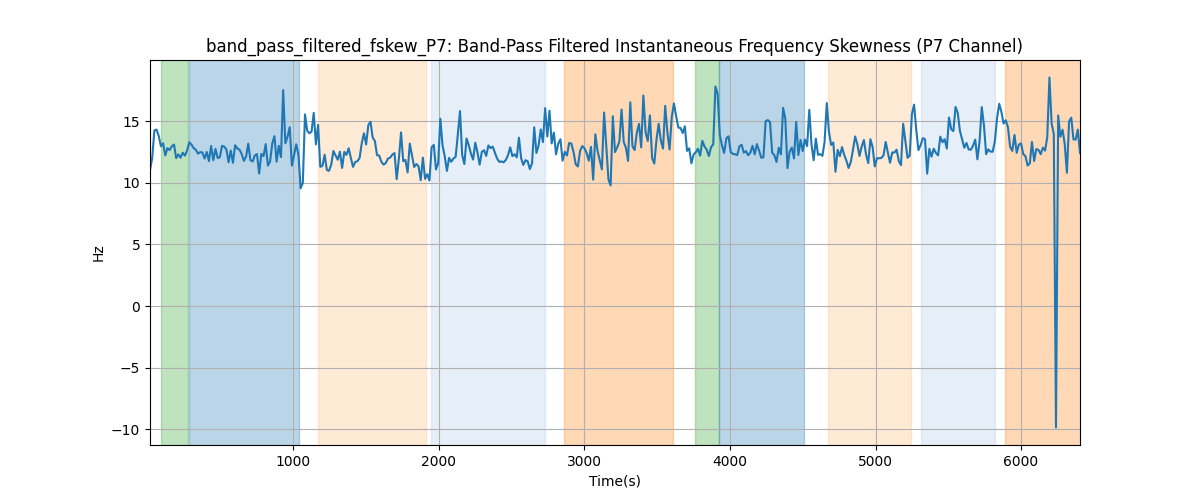 band_pass_filtered_fskew_P7: Band-Pass Filtered Instantaneous Frequency Skewness (P7 Channel)
15
10
5
0
−5
−10
Hz
1000 2000 3000 4000 5000 6000
Time(s)